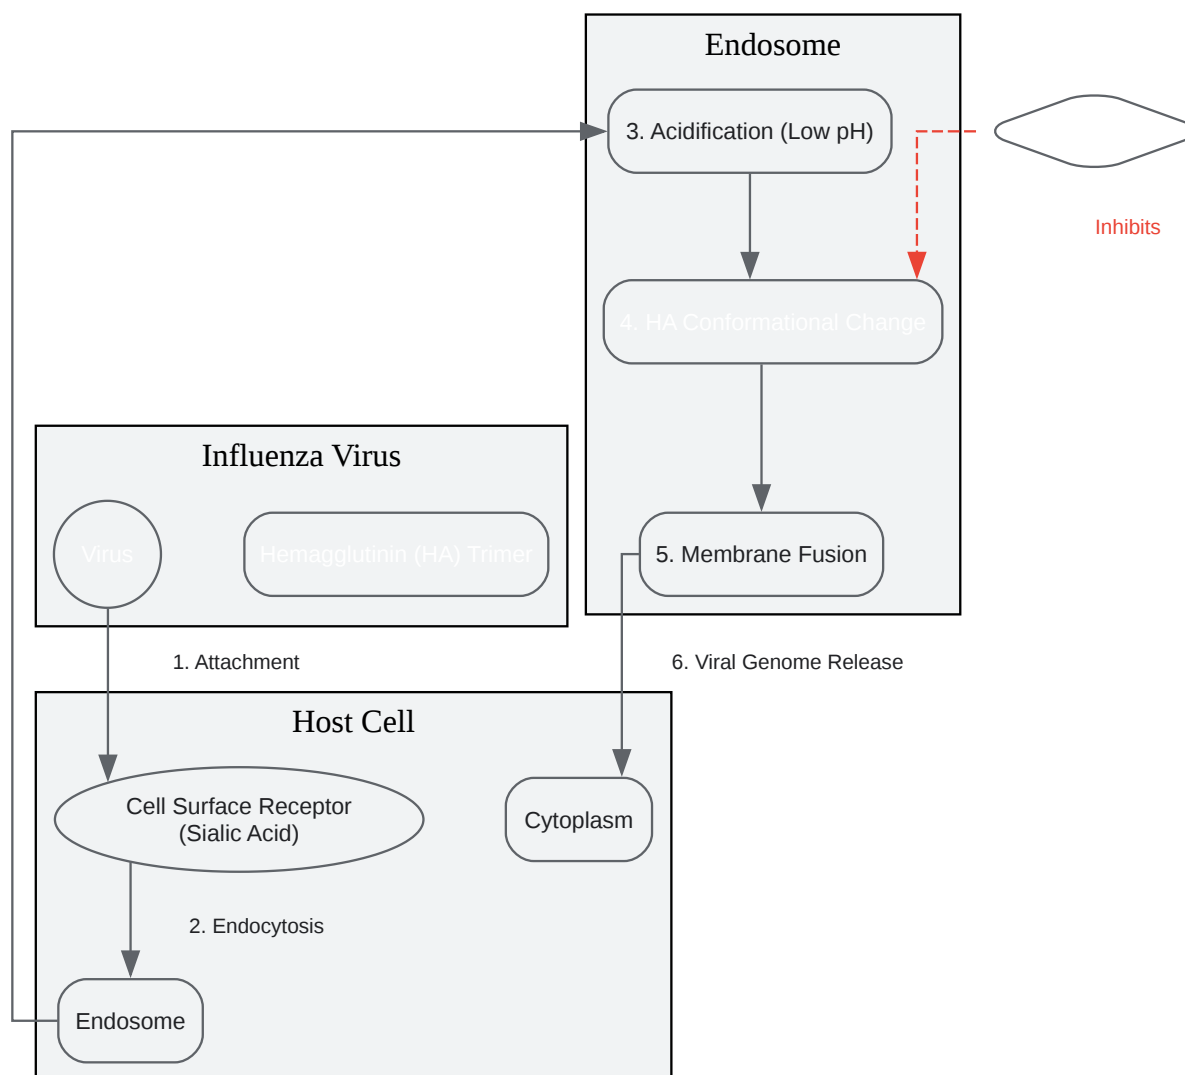 Endosome
3. Acidification (Low pH)
Inhibits
4. HA Conformational Change
Influenza Virus
Virus
Hemagglutinin (HA) Trimer
5. Membrane Fusion
1. Attachment
6. Viral Genome Release
Host Cell
Cell Surface Receptor
(Sialic Acid)
Cytoplasm
2. Endocytosis
Endosome